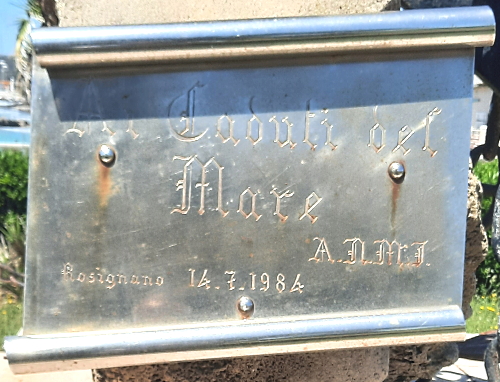 Ai Caduti del
Mare
A.N.M.I.
Rosignano 14.7.1984